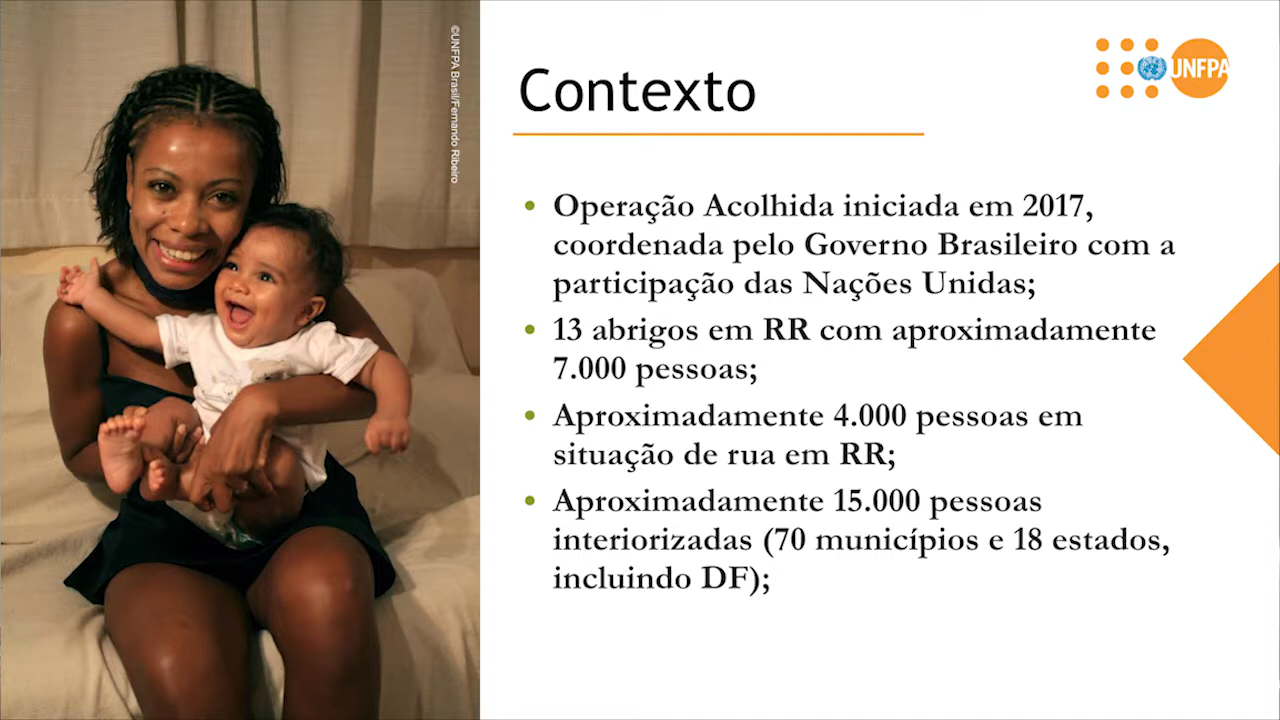 ©UNFPA Brasil/Fernando Ribeiro
Contexto
UNFPA
• Operação Acolhida iniciada em 2017,
coordenada pelo Governo Brasileiro com a
participação das Nações Unidas;
• 13 abrigos em RR com aproximadamente
7.000 pessoas;
• Aproximadamente 4.000 pessoas em
situação de rua em RR;
• Aproximadamente 15.000 pessoas
interiorizadas (70 municípios e 18 estados,
incluindo DF);